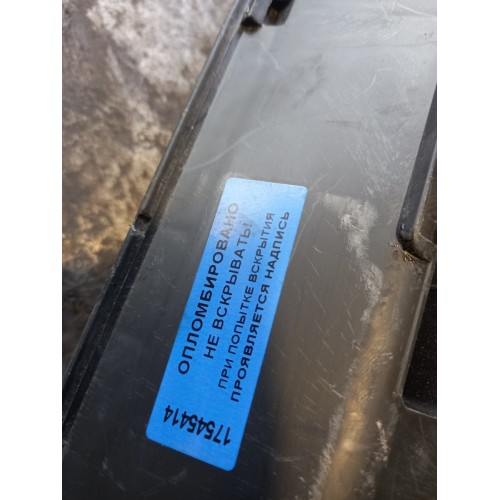 ОПЛОМБИРОВАНО
НЕ ВСКРЫВАТЬ!
ПРИ ПОПЫТКЕ ВСКРЫТИЯ
ПРОЯВЛЯЕТСЯ НАДПИСЬ
17545414